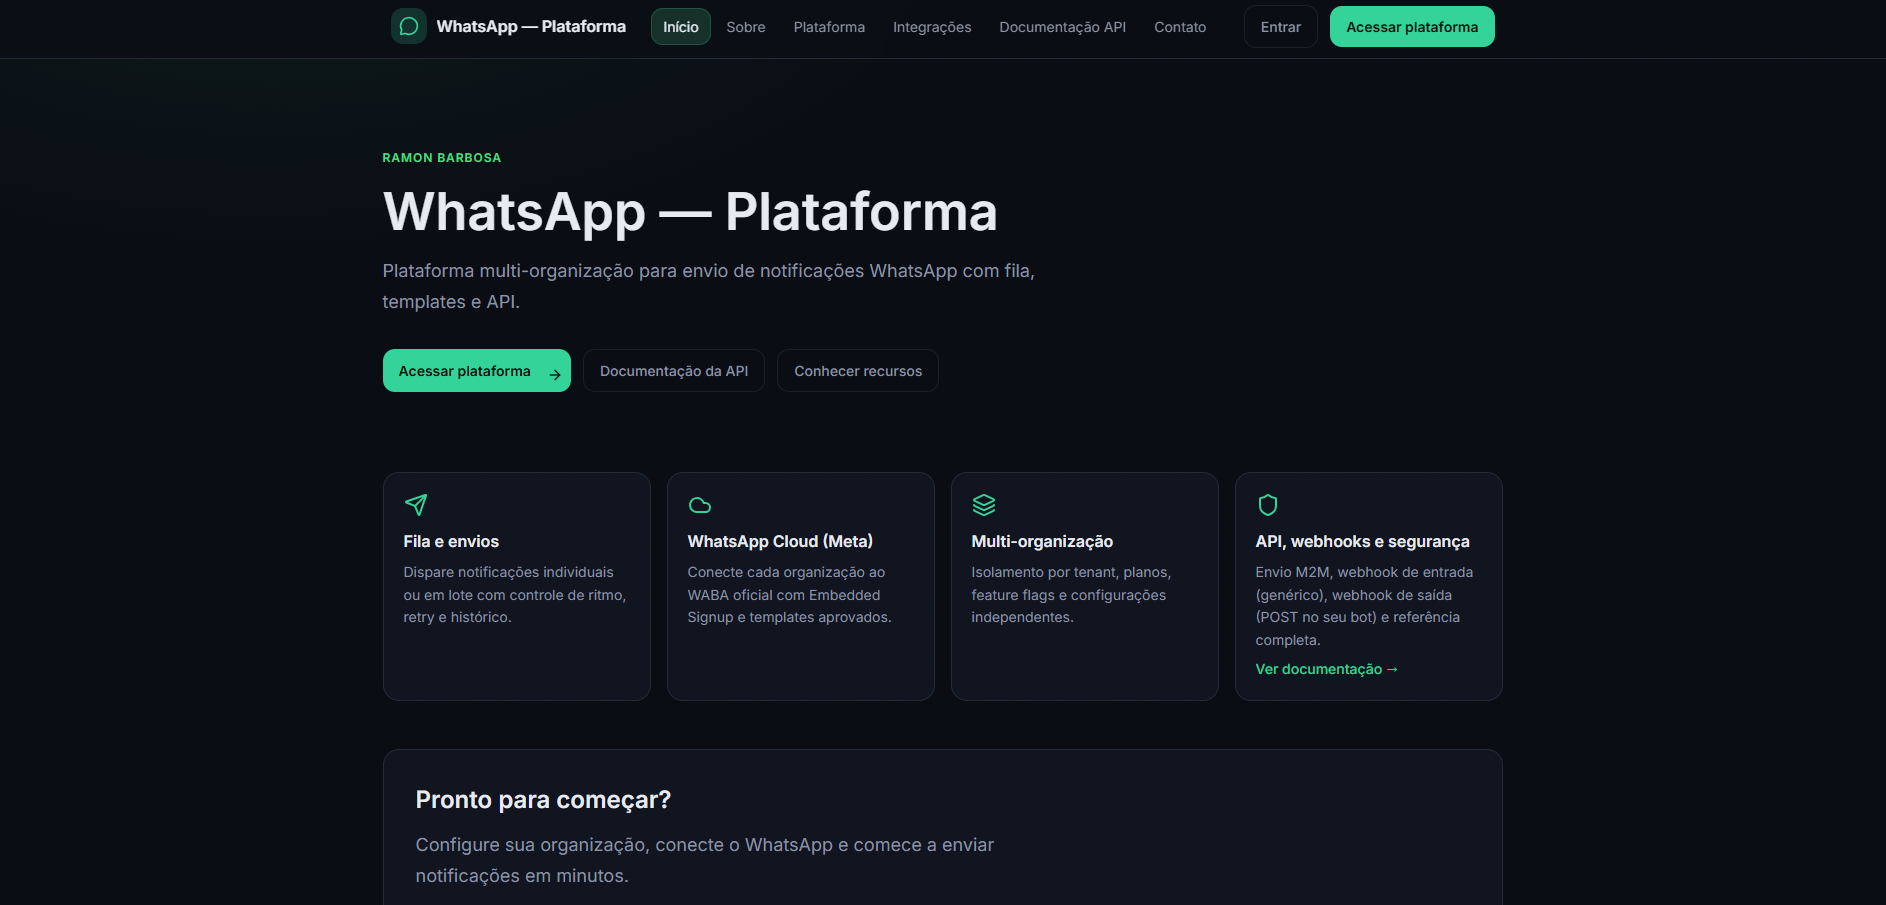 WhatsApp — Plataforma
Início
Sobre
Plataforma
Integrações
Documentação API
Contato
Entrar
Acessar plataforma
RAMON BARBOSA
WhatsApp — Plataforma
Plataforma multi-organização para envio de notificações WhatsApp com fila,
templates e API.
Acessar plataforma →
Documentação da API
Conhecer recursos
Fila e envios
Dispare notificações individuais
ou em lote com controle de ritmo,
retry e histórico.
WhatsApp Cloud (Meta)
Conecte cada organização ao
WABA oficial com Embedded
Signup e templates aprovados.
Multi-organização
Isolamento por tenant, planos,
feature flags e configurações
independentes.
API, webhooks e segurança
Envio M2M, webhook de entrada
(genérico), webhook de saída
(POST no seu bot) e referência
completa.
Ver documentação →
Pronto para começar?
Configure sua organização, conecte o WhatsApp e comece a enviar
notificações em minutos.